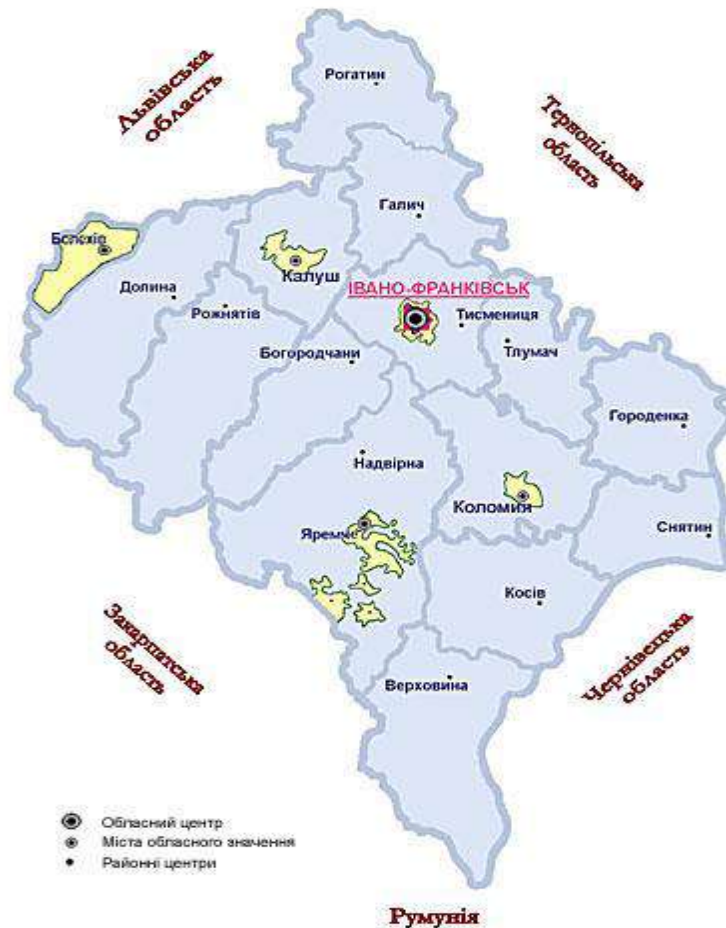 Львівська
область
Рогатин
Тернопільська
область
Галич
Болехів
Калуш
ІВАНО-ФРАНКІВСЬК
Долина
Рожнятів
Тисмениця
Богородчани
Тлумач
Городенка
Надвірна
Коломия
Яремче
Снятин
Косів
Закарпатська
область
Чернівецька
область
Верховина
Обласний центр
Міста обласного значення
Районні центри
Румунія